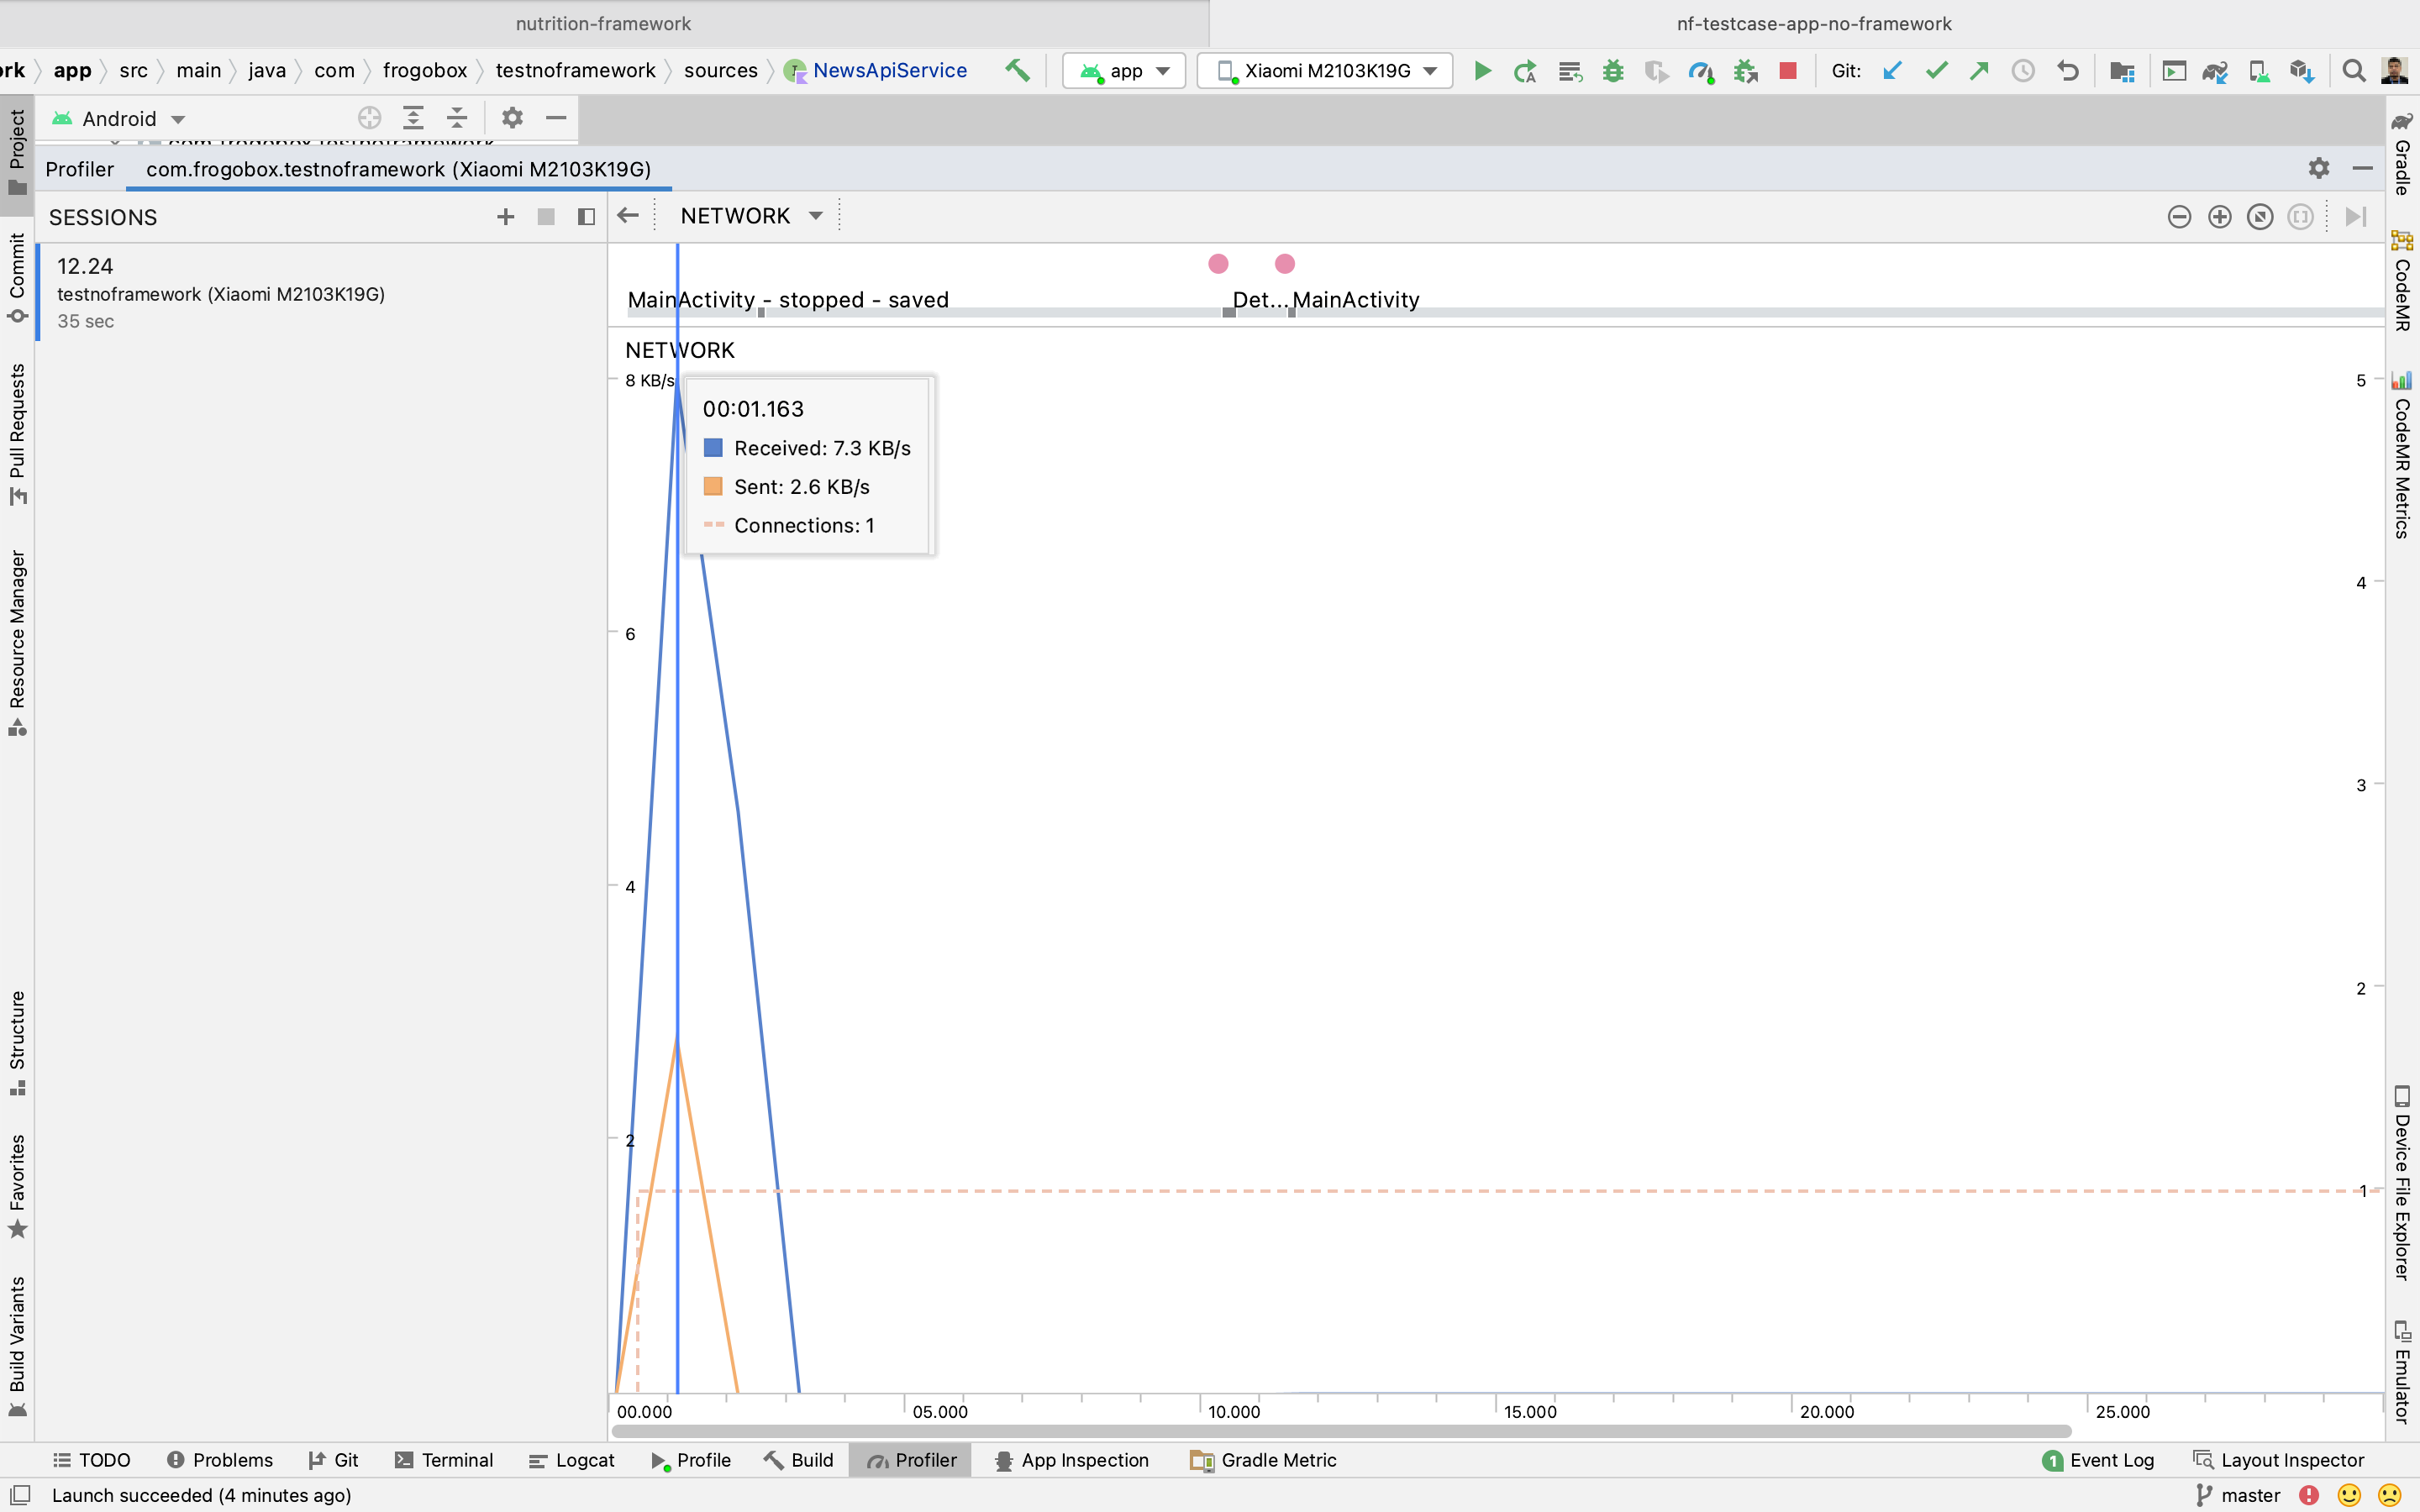 nutrition-framework
nf-testcase-app-no-framework
rk app src main java com frogobox testnoframework sources NewsApiService
app
Xiaomi M2103K19G
Git:
Android
Profiler com.frogobox.testnoframework (Xiaomi M2103K19G)
SESSIONS
NETWORK
12.24
testnoframework (Xiaomi M2103K19G)
35 sec
MainActivity - stopped - saved
Det... MainActivity
NETWORK
8 KB/s
6
4
2
5
4
3
2
1
00:01.163
Received: 7.3 KB/s
Sent: 2.6 KB/s
Connections: 1
00.000 05.000 10.000 15.000 20.000 25.000
Project
Commit
Pull Requests
Resource Manager
Structure
Favorites
Build Variants
Gradle
CodeMR
CodeMR Metrics
Device File Explorer
Emulator
TODO Problems Git Terminal Logcat Profile Build Profiler App Inspection Gradle Metric 1 Event Log Layout Inspector
Launch succeeded (4 minutes ago)
master